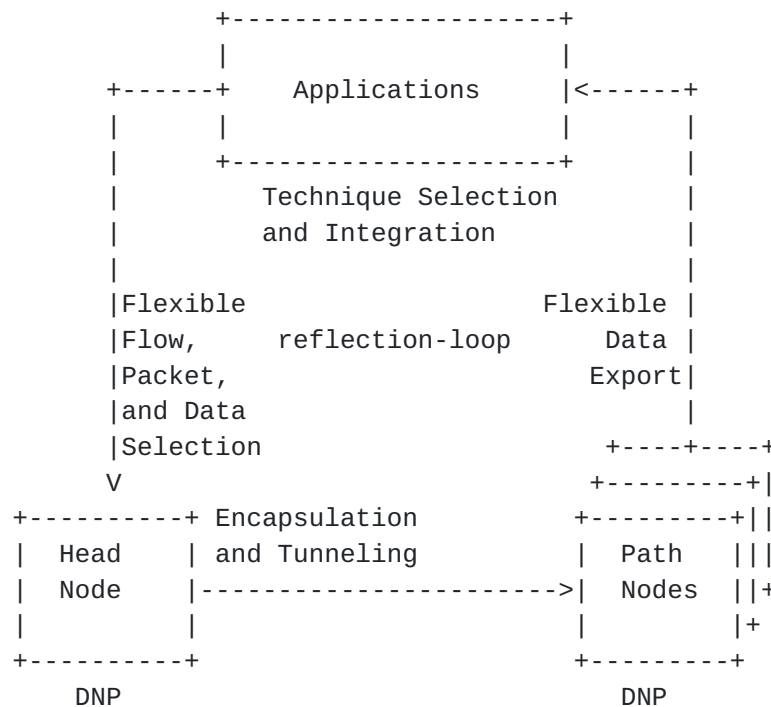 Applications
Technique Selection
and Integration
Flexible Flexible
Flow, reflection-loop Data
Packet, Export
and Data
Selection
Encapsulation
Head and Tunneling Path
Node Nodes
DNP DNP